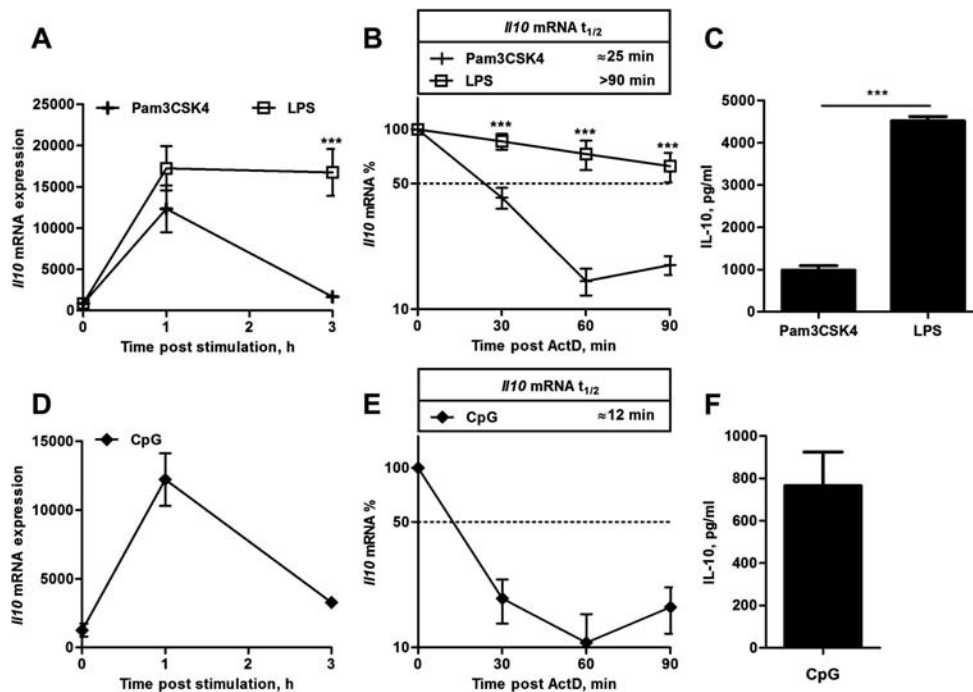 A
Pam3CSK4 LPS
Il10 mRNA expression
25000
20000
15000
10000
5000
0
***
0 1 2 3
Time post stimulation, h
B
Il10 mRNA t1/2
Pam3CSK4 ≈25 min
LPS >90 min
Il10 mRNA %
100
50
10
*** *** ***
0 30 60 90
Time post ActD, min
C
***
IL-10, pg/ml
5000
4000
3000
2000
1000
0
Pam3CSK4 LPS
D
CpG
Il10 mRNA expression
15000
10000
5000
0
0 1 2 3
Time post stimulation, h
E
Il10 mRNA t1/2
CpG ≈12 min
Il10 mRNA %
100
50
10
0 30 60 90
Time post ActD, min
F
IL-10, pg/ml
1000
800
600
400
200
0
CpG